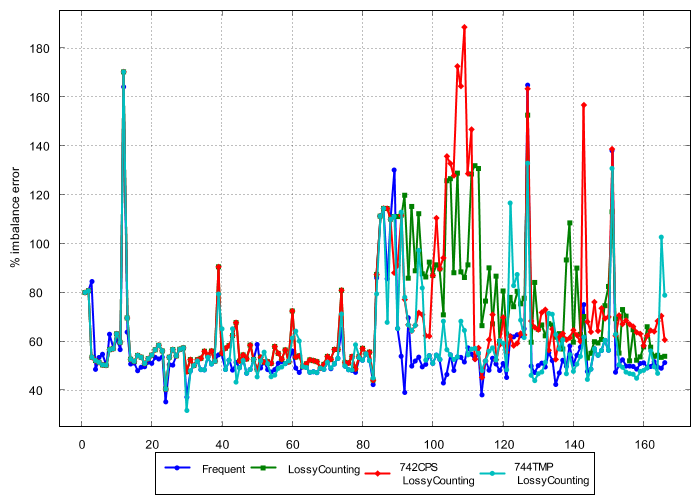 180
160
140
120
100
80
60
40
% imbalance error
0 20 40 60 80 100 120 140 160
Frequent LossyCounting 742CPS 744TMP
LossyCounting LossyCounting